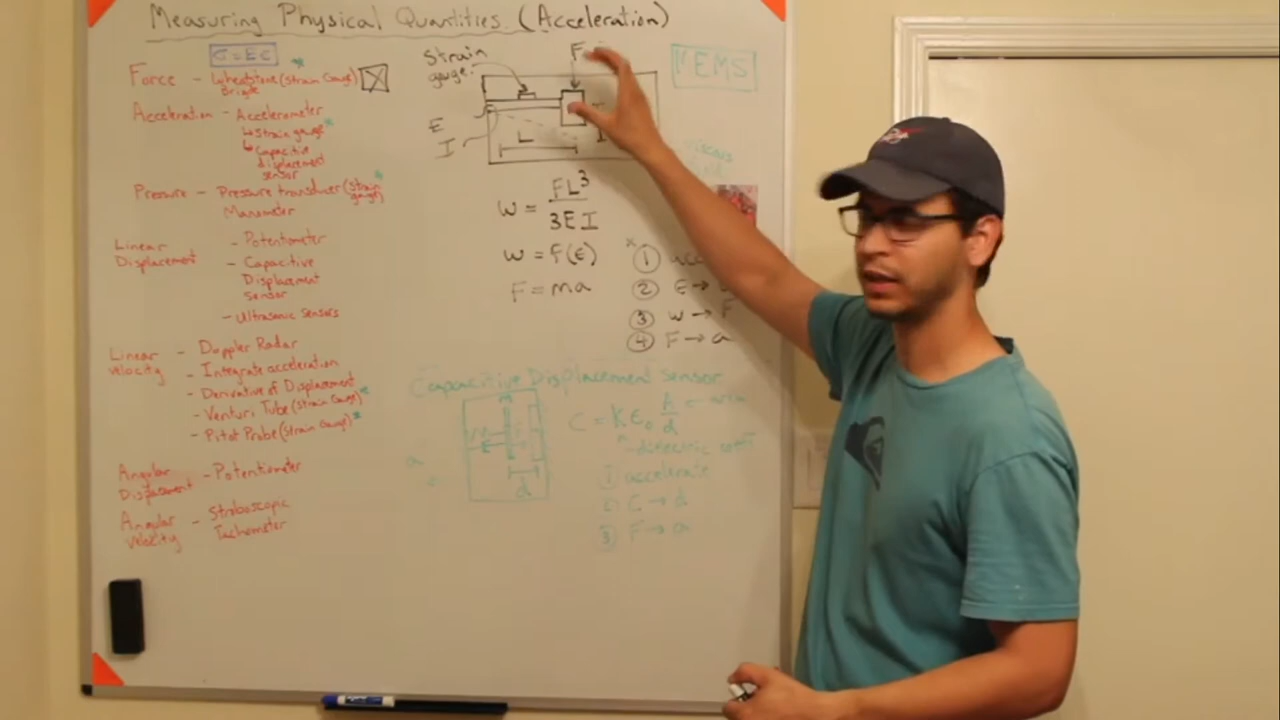 Measuring Physical Quantities (Acceleration)
σ = Eε
Force - Wheatstone (Strain Gauge)
Bridge
Acceleration - Accelerometer
Strain gauge
Capacitive
displacement
sensor
Pressure - Pressure transducer (strain
gauge)
Manometer
Linear
Displacement
- Potentiometer
- Capacitive
Displacement
sensor
- Ultrasonic Sensors
Linear
Velocity
- Doppler Radar
- Integrate acceleration
- Derivative of Displacement
- Venturi Tube (Strain Gauge)
- Pitot Probe (Strain Gauge)
Angular
Displacement
- Potentiometer
Angular
Velocity
- Stroboscopic
Tachometer
strain
gauge
F
E
I
L
MEMS
W = FL³
3EI
W = f(ε)
F = ma
①
② ε →
③ W → F
④ F → a
Capacitive Displacement Sensor
C = Kε₀ A/d ← area
dielectric
a
d
① accelerate
② C → d
③ F → a